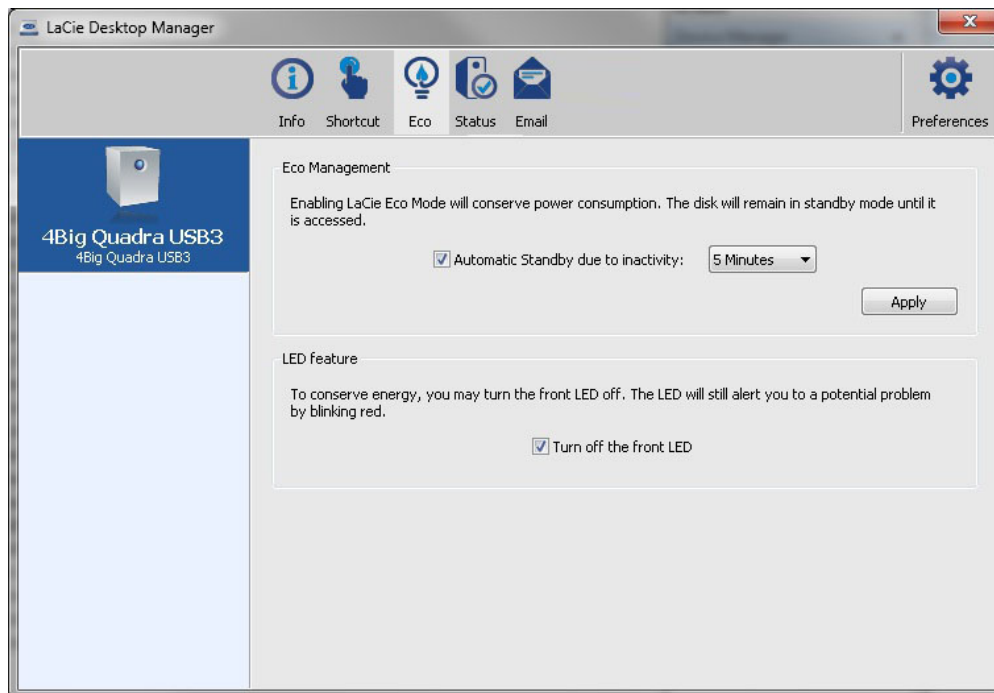 LaCie Desktop Manager
Info
Shortcut
Eco
Status
Email
Preferences
4Big Quadra USB3
4Big Quadra USB3
Eco Management
Enabling LaCie Eco Mode will conserve power consumption. The disk will remain in standby mode until it
is accessed.
Automatic Standby due to inactivity:
5 Minutes
Apply
LED feature
To conserve energy, you may turn the front LED off. The LED will still alert you to a potential problem
by blinking red.
Turn off the front LED